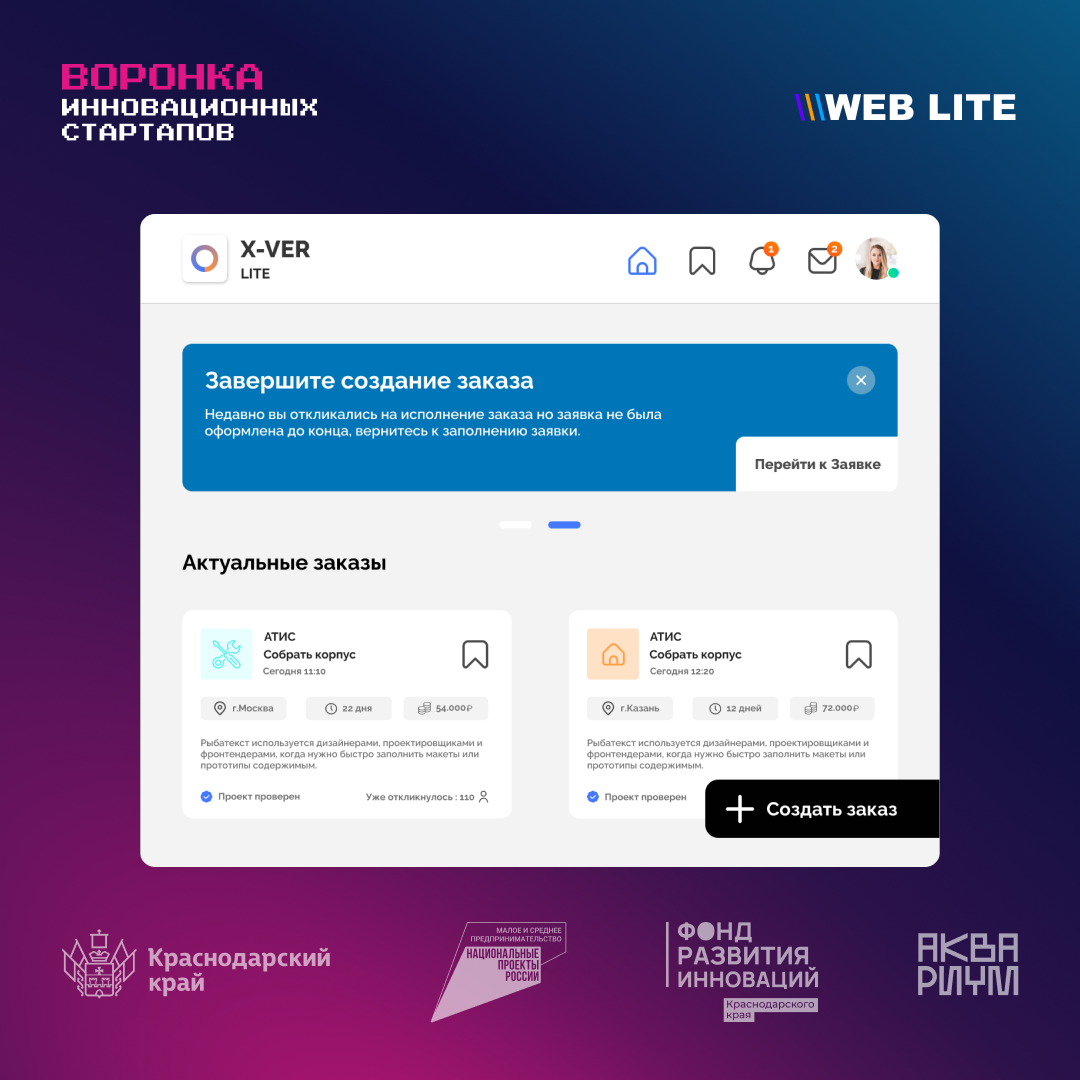 ВОРОНКА
ИННОВАЦИОННЫХ
СТАРТАПОВ
WEB LITE
X-VER
LITE
1
2
Завершите создание заказа
Недавно вы откликались на исполнение заказа но заявка не была
оформлена до конца, вернитесь к заполнению заявки.
Перейти к Заявке
Актуальные заказы
АТИС
Собрать корпус
Сегодня 11:10
г.Москва
22 дня
54.000₽
Рыбатекст используется дизайнерами, проектировщиками и
фронтендерами, когда нужно быстро заполнить макеты или
прототипы содержимым.
Проект проверен
Уже откликнулось : 110
АТИС
Собрать корпус
Сегодня 12:20
г.Казань
12 дней
72.000₽
Рыбатекст используется дизайнерами, проектировщиками и
фронтендерами, когда нужно быстро заполнить макеты или
прототипы содержимым.
Проект проверен
Создать заказ
Краснодарский
край
МАЛОЕ И СРЕДНЕЕ
ПРЕДПРИНИМАТЕЛЬСТВО
НАЦИОНАЛЬНЫЕ
ПРОЕКТЫ
РОССИИ
ФОНД
РАЗВИТИЯ
ИННОВАЦИЙ
Краснодарского
края
АКВА
РИУМ